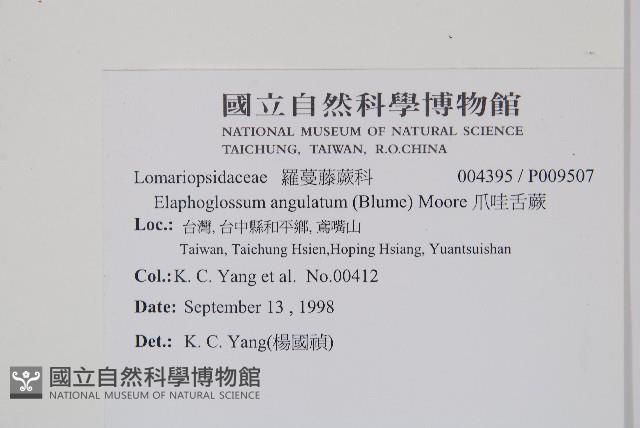 國立自然科學博物館
NATIONAL MUSEUM OF NATURAL SCIENCE
TAICHUNG, TAIWAN, R.O.CHINA
Lomariopsidaceae 羅蔓藤蕨科 004395 / P009507
Elaphoglossum angulatum (Blume) Moore 爪哇舌蕨
Loc.: 台灣, 台中縣和平鄉, 鳶嘴山
Taiwan, Taichung Hsien,Hoping Hsiang, Yuantsuishan
Col.: K. C. Yang et al. No.00412
Date: September 13 , 1998
Det.: K. C. Yang(楊國禎)
國立自然科學博物館
NATIONAL MUSEUM OF NATURAL SCIENCE